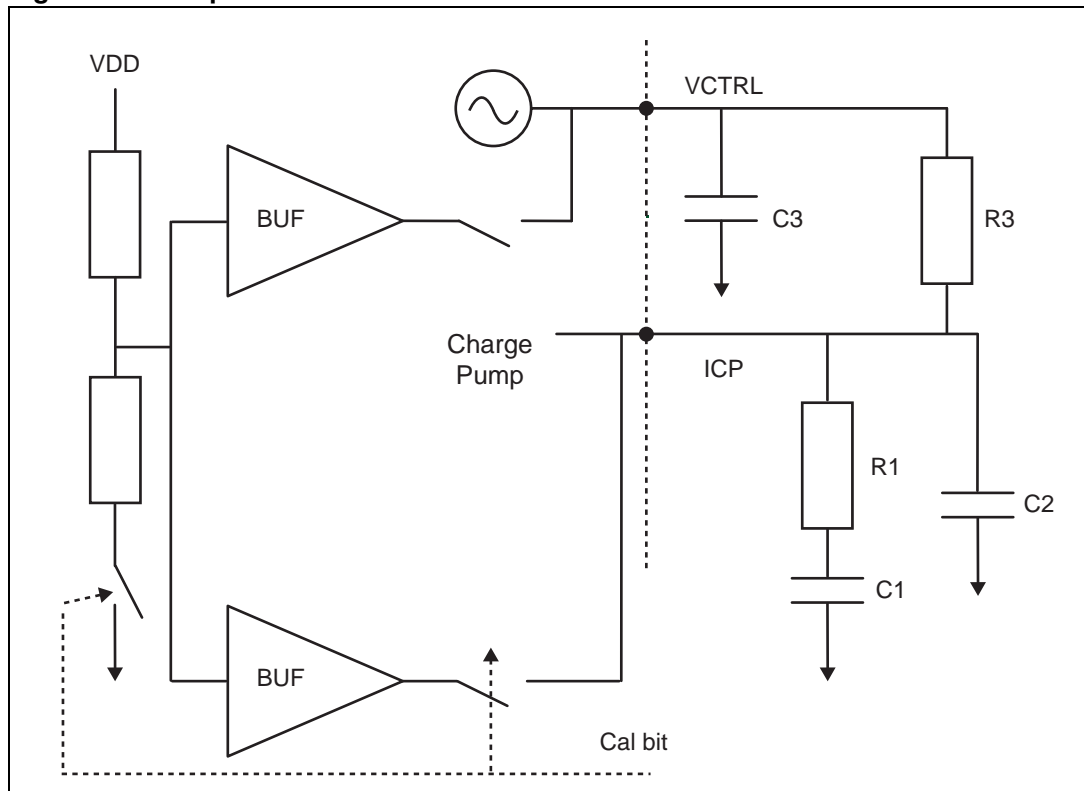 VDD
VCTRL
BUF
C3
R3
Charge
Pump
ICP
R1
C2
C1
BUF
Cal bit